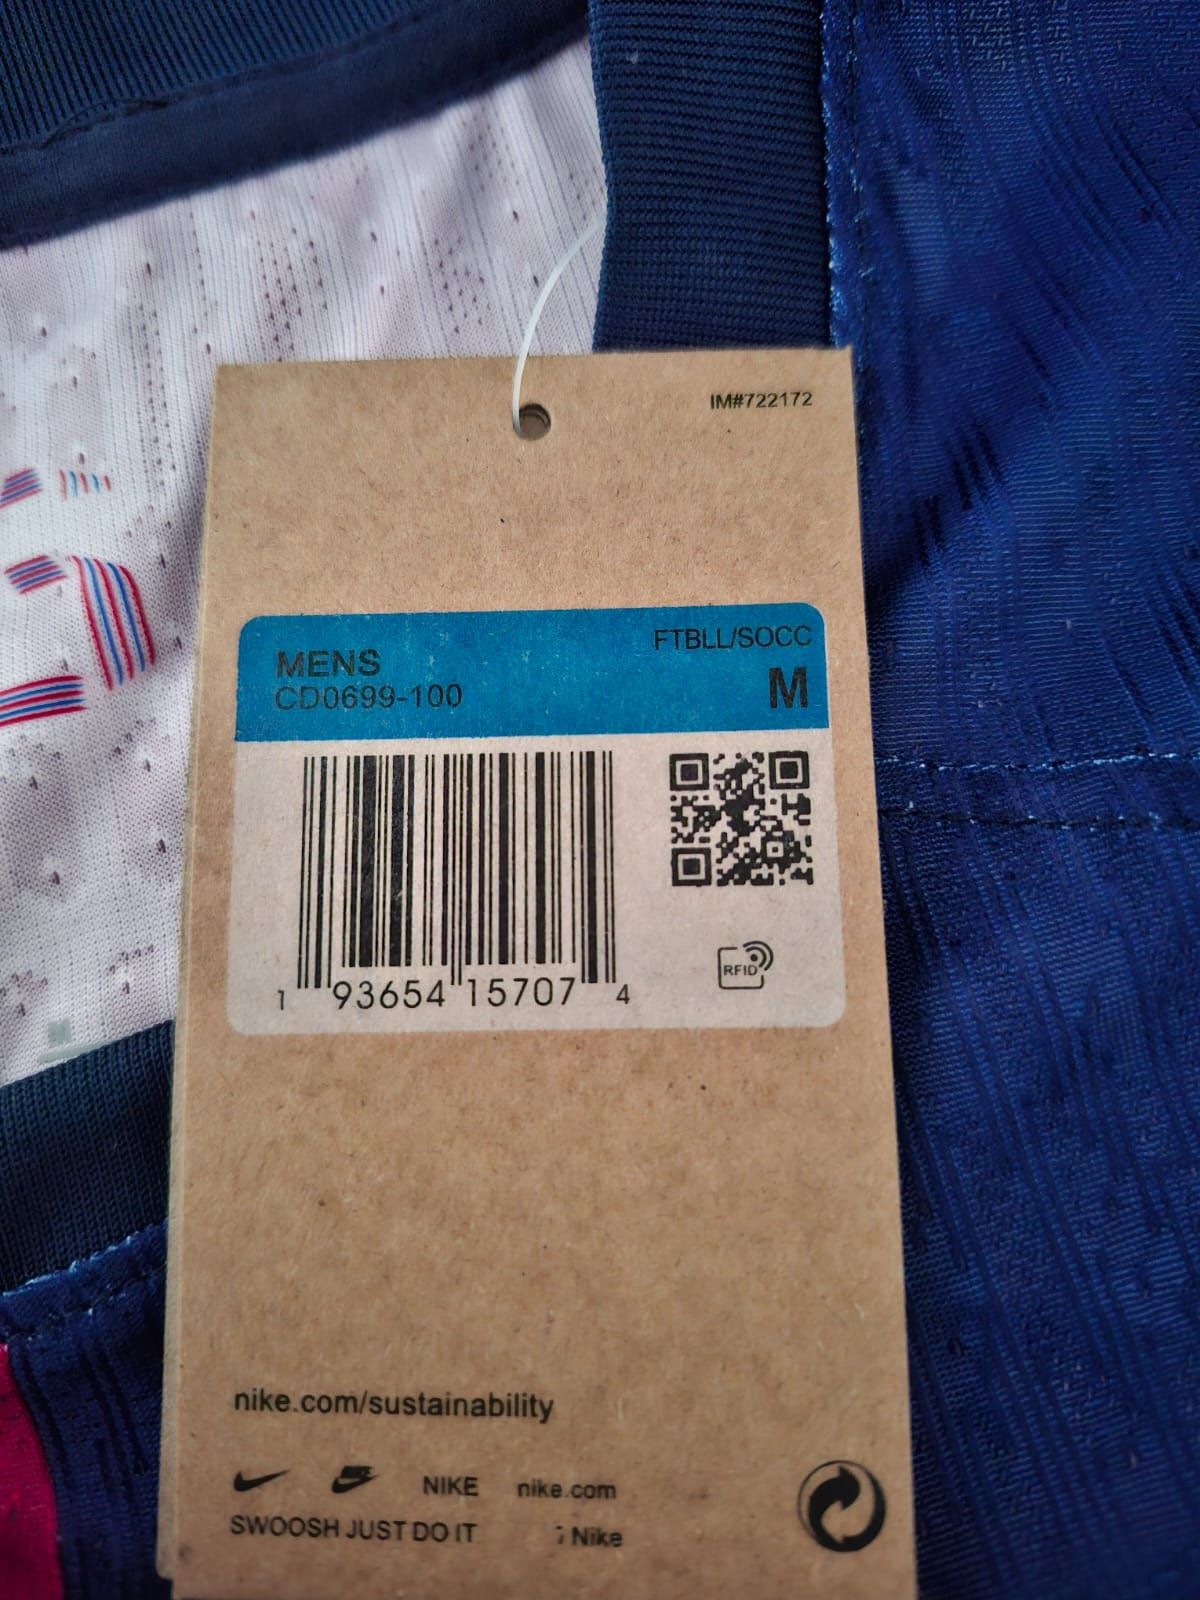 IM#722172
FTBLL/SOCC
MENS
CD0699-100
M
1 93654 15707 4
RFID
nike.com/sustainability
NIKE nike.com
SWOOSH JUST DO IT Nike